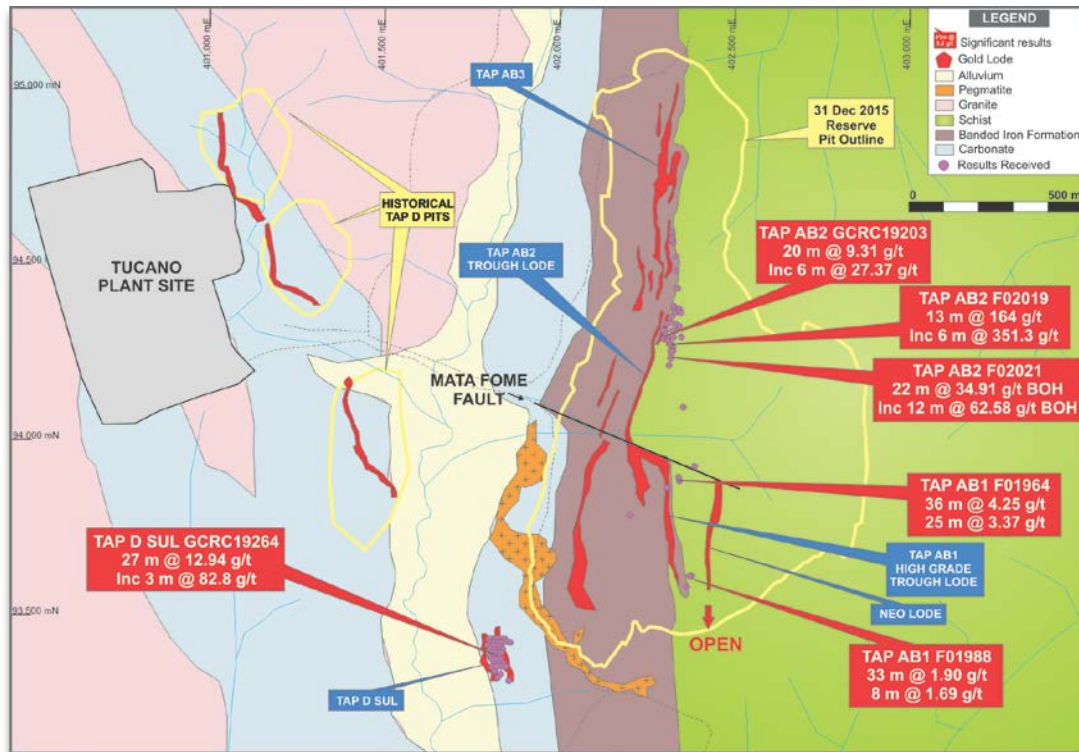 401,000 mE
401,500 mE
402,000 mE
402,500 mE
403,000 mE
95,000 mN
94,500 mN
94,000 mN
93,500 mN
LEGEND
Significant results
Gold Lode
Alluvium
Pegmatite
Granite
Schist
Banded Iron Formation
Carbonate
Results Received
0
500 m
TAP AB3
31 Dec 2015
Reserve
Pit Outline
HISTORICAL
TAP D PITS
TUCANO
PLANT SITE
TAP AB2
TROUGH LODE
TAP AB2 GCRC19203
20 m @ 9.31 g/t
Inc 6 m @ 27.37 g/t
TAP AB2 F02019
13 m @ 164 g/t
Inc 6 m @ 351.3 g/t
TAP AB2 F02021
22 m @ 34.91 g/t BOH
Inc 12 m @ 62.58 g/t BOH
MATA FOME
FAULT
TAP AB1 F01964
36 m @ 4.25 g/t
25 m @ 3.37 g/t
TAP D SUL GCRC19264
27 m @ 12.94 g/t
Inc 3 m @ 82.8 g/t
TAP AB1
HIGH GRADE
TROUGH LODE
NEO LODE
OPEN
TAP AB1 F01988
33 m @ 1.90 g/t
8 m @ 1.69 g/t
TAP D SUL